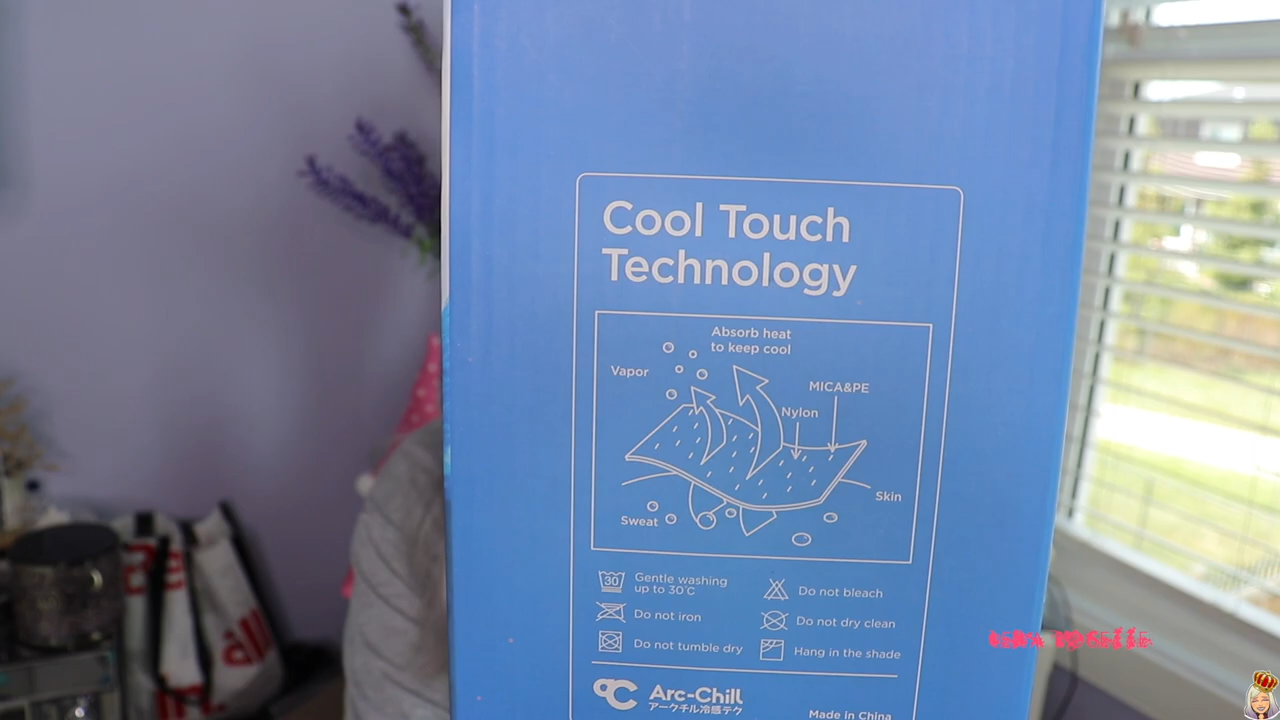 Cool Touch
Technology
Absorb heat
to keep cool
Vapor
MICA&PE
Nylon
Skin
Sweat
30
Gentle washing
up to 30°C
Do not bleach
Do not iron
Do not dry clean
Do not tumble dry
Hang in the shade
Arc-Chill
アークチル冷感テク
Made in China